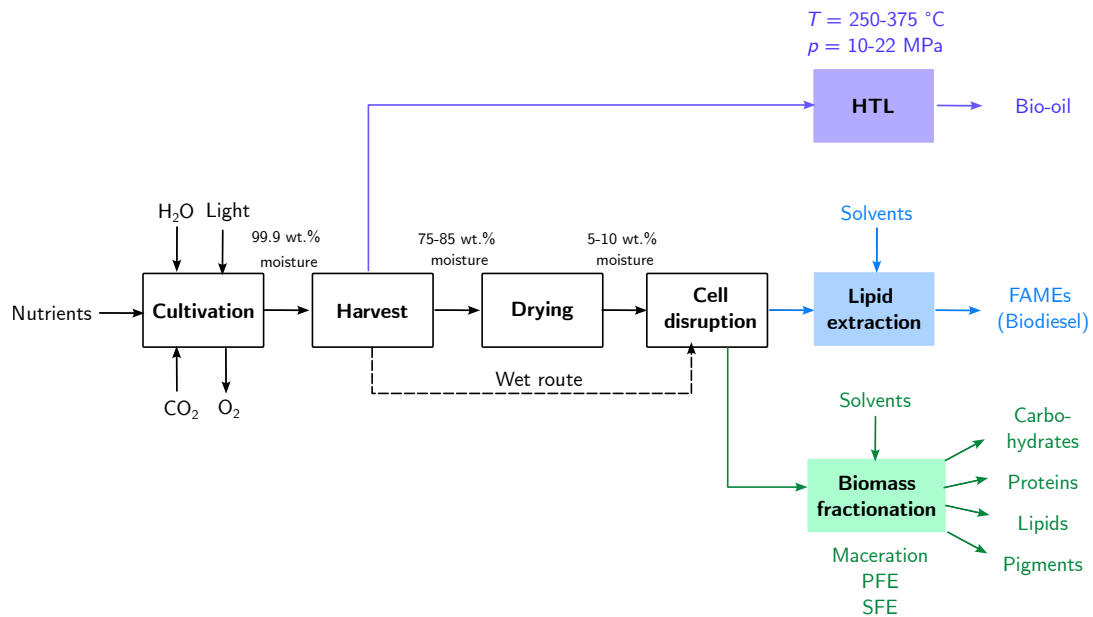 T = 250-375 °C
p = 10-22 MPa
HTL
Bio-oil
H₂O
Light
99.9 wt.%
moisture
75-85 wt.%
moisture
5-10 wt.%
moisture
Solvents
Nutrients
Cultivation
Harvest
Drying
Cell
disruption
Lipid
extraction
FAMEs
(Biodiesel)
Wet route
CO₂
O₂
Solvents
Biomass
fractionation
Carbo-
hydrates
Proteins
Lipids
Pigments
Maceration
PFE
SFE